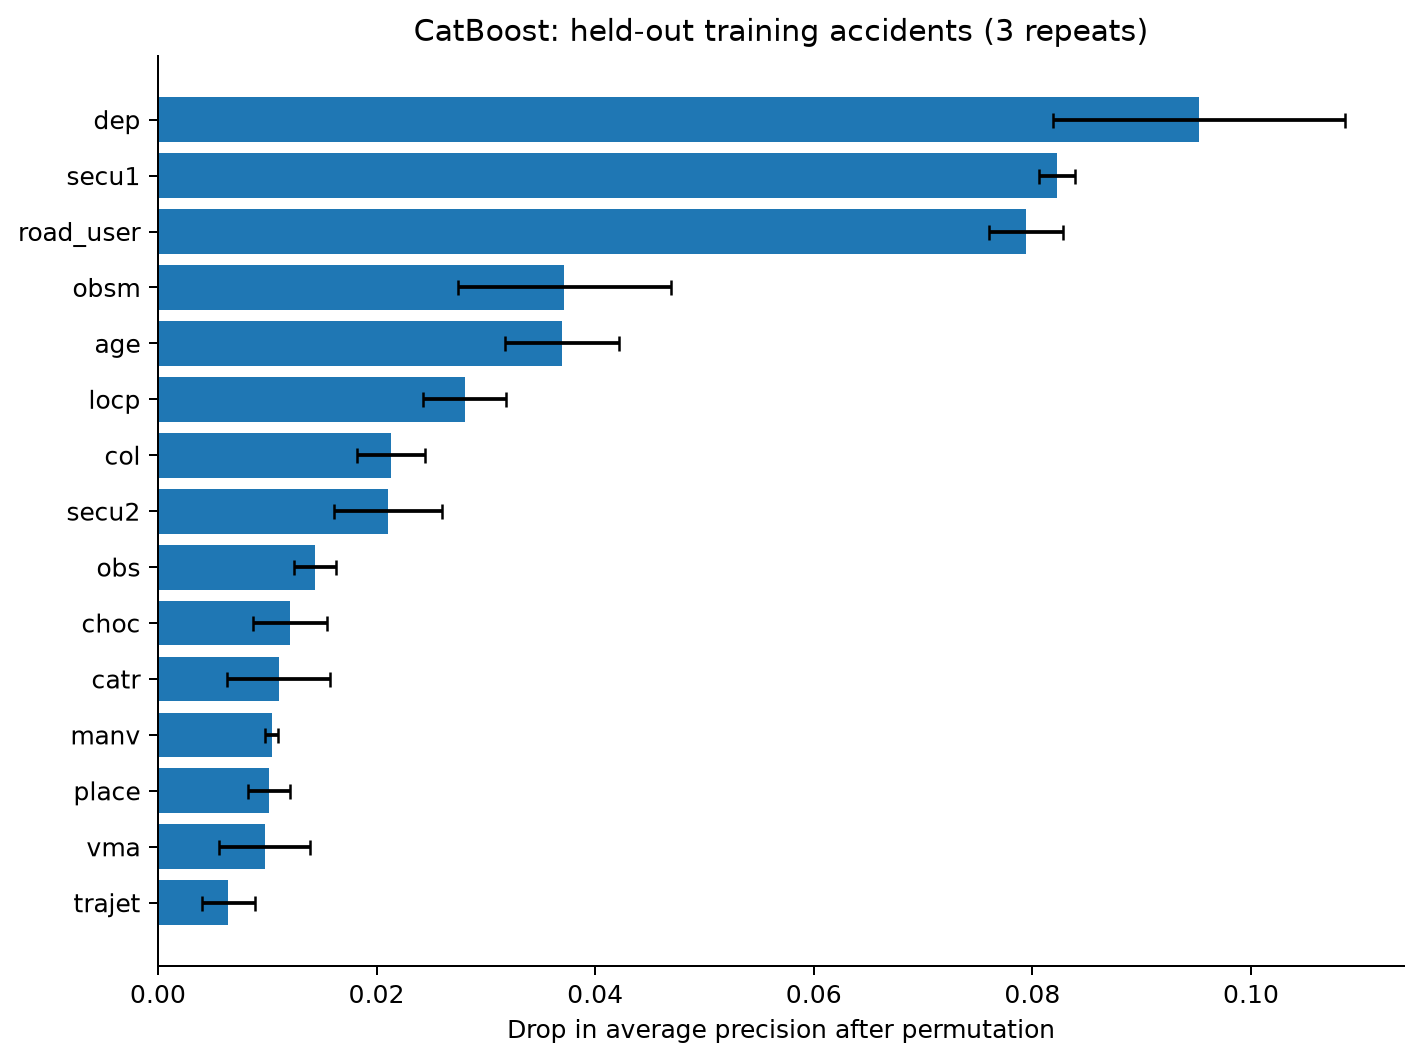 CatBoost: held-out training accidents (3 repeats)
dep
secu1
road_user
obsm
age
locp
col
secu2
obs
choc
catr
manv
place
vma
trajet
0.00 0.02 0.04 0.06 0.08 0.10
Drop in average precision after permutation